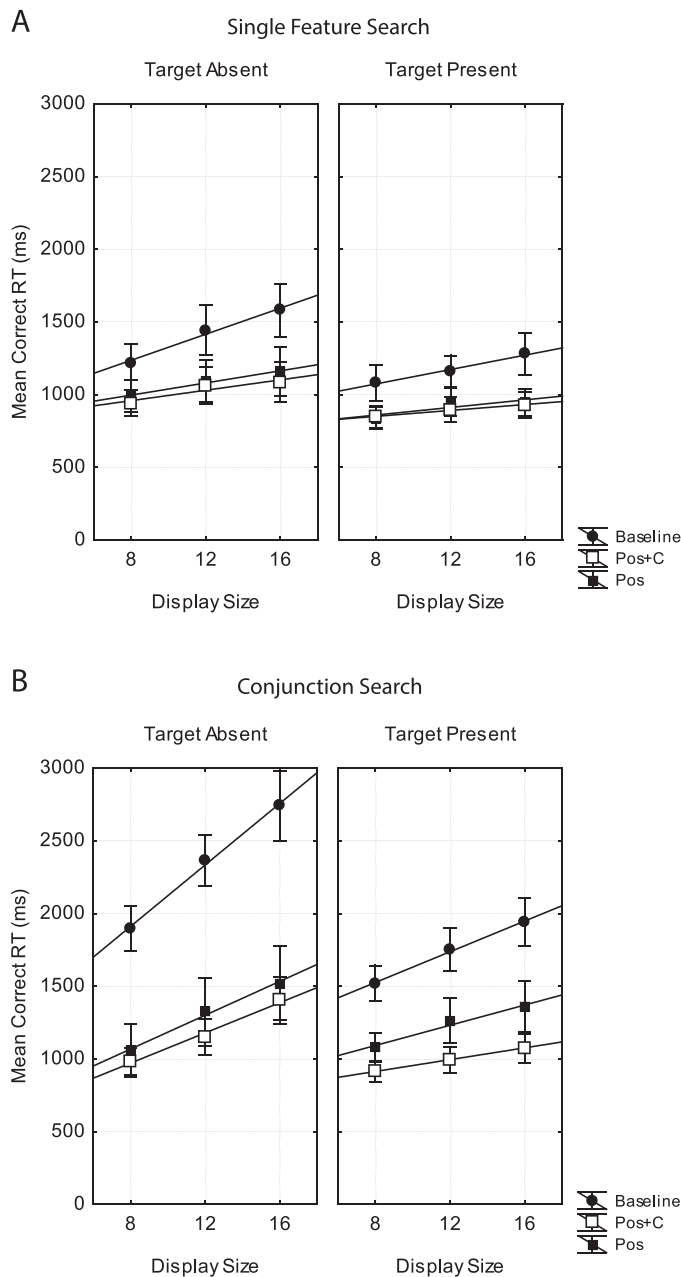 A
Single Feature Search
Target Absent
Target Present
3000
2500
2000
1500
1000
500
0
Mean Correct RT (ms)
8 12 16
8 12 16
Display Size
Display Size
Baseline
Pos+C
Pos
B
Conjunction Search
Target Absent
Target Present
3000
2500
2000
1500
1000
500
0
Mean Correct RT (ms)
8 12 16
8 12 16
Display Size
Display Size
Baseline
Pos+C
Pos